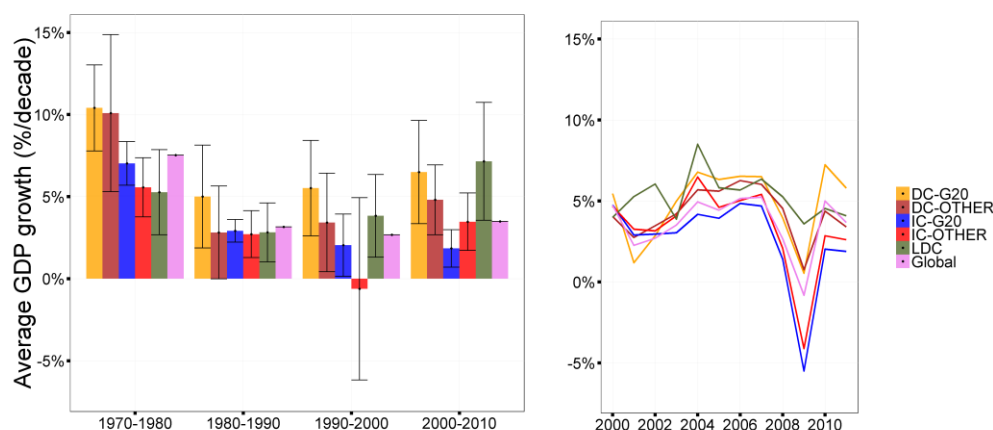 Average GDP growth (%/decade)
15%
10%
5%
0%
-5%
1970-1980 1980-1990 1990-2000 2000-2010
15%
10%
5%
0%
-5%
2000 2002 2004 2006 2008 2010
DC-G20
DC-OTHER
IC-G20
IC-OTHER
LDC
Global